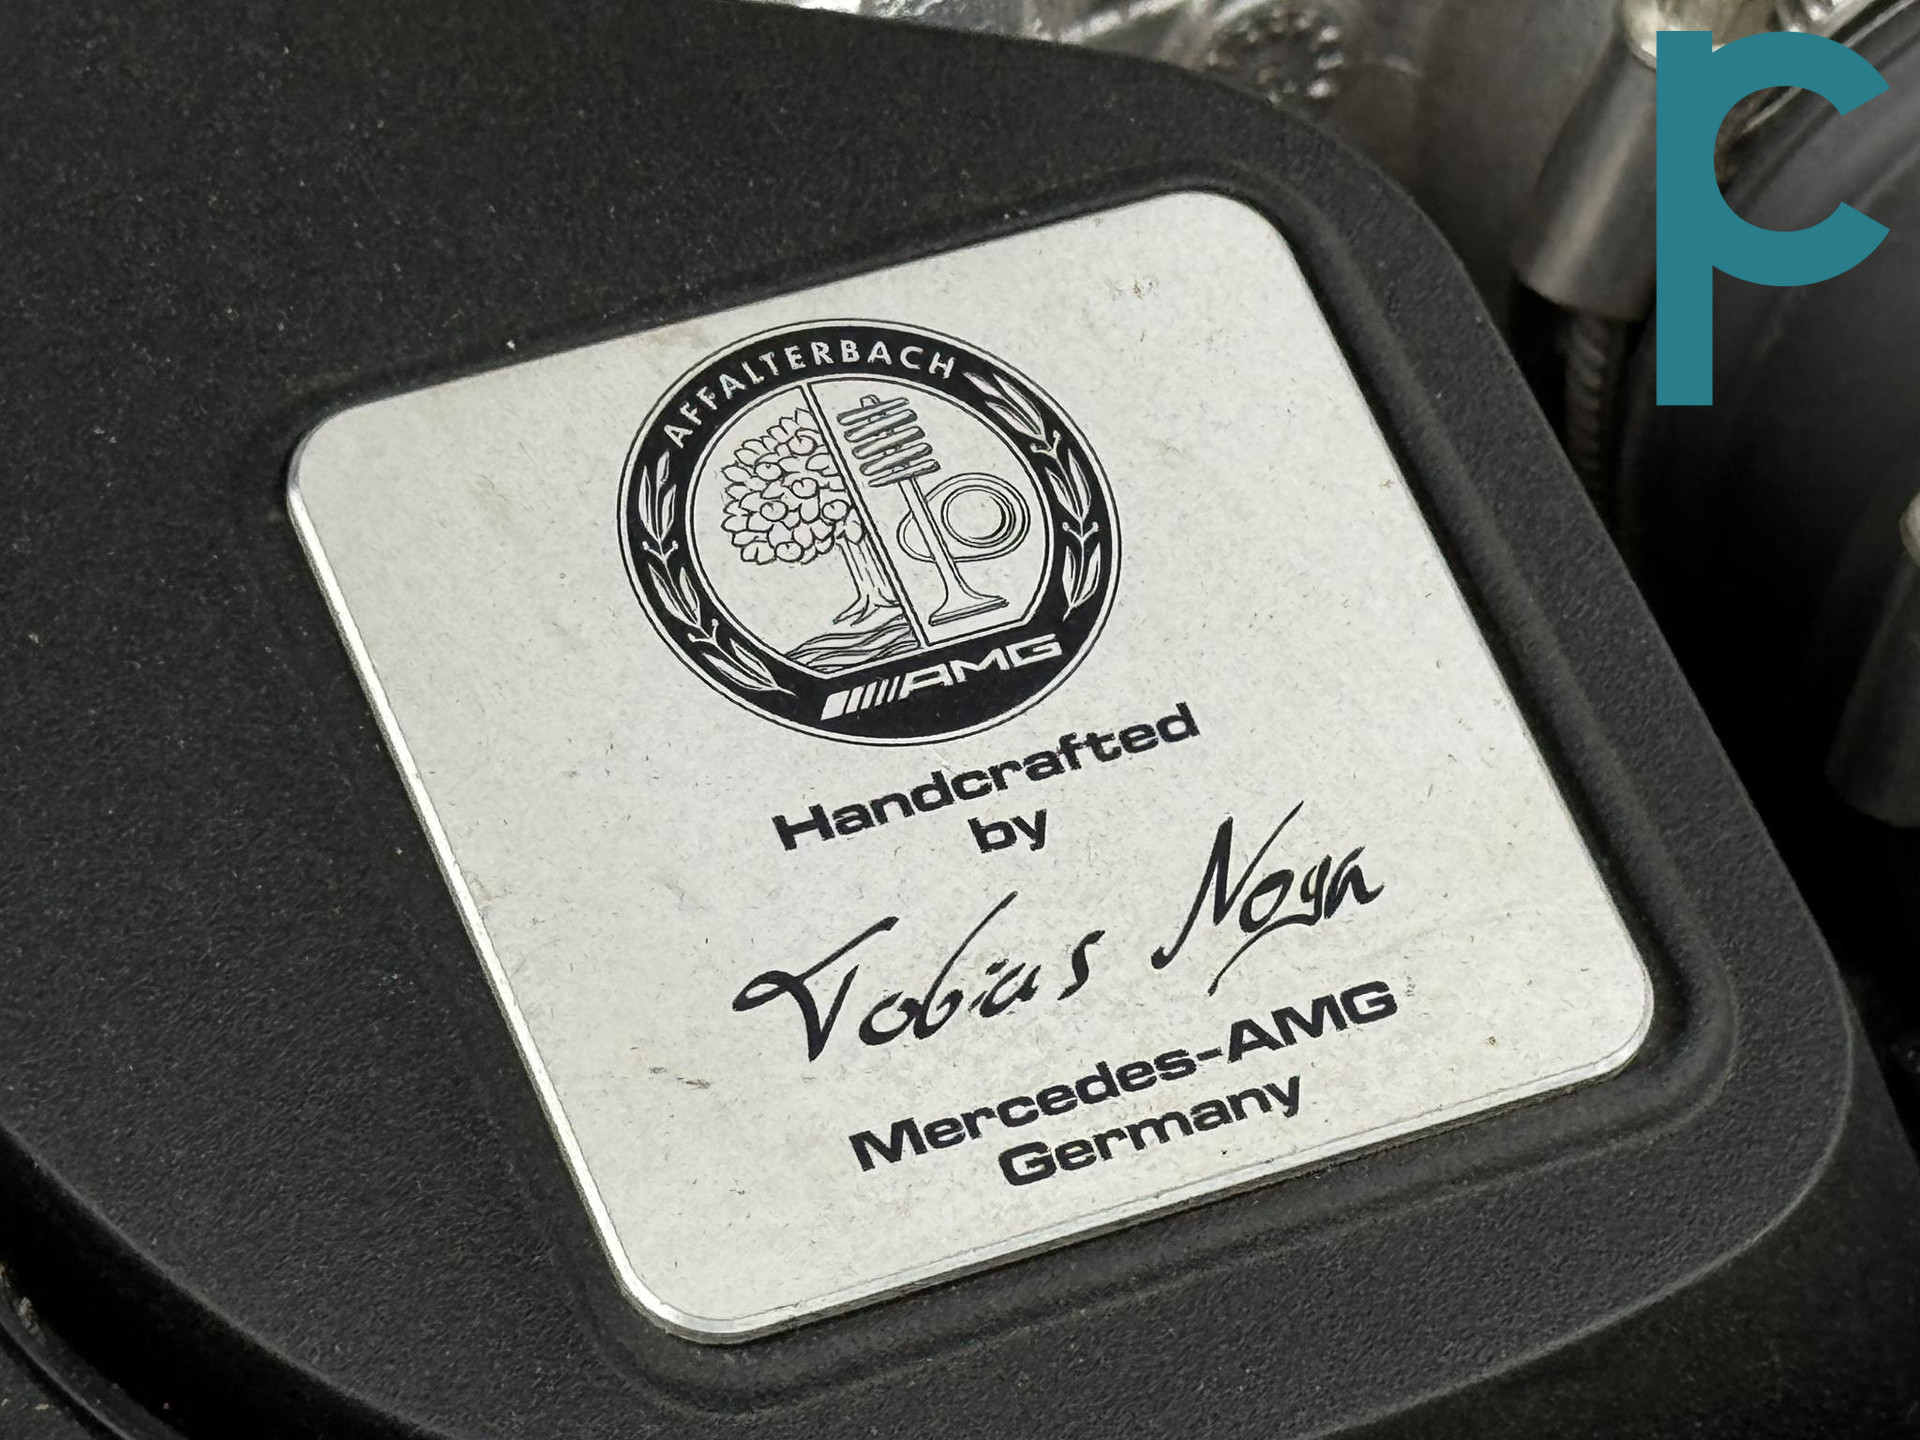 AFFALTERBACH
AMG
Handcrafted
by
Tobias Noya
Mercedes-AMG
Germany